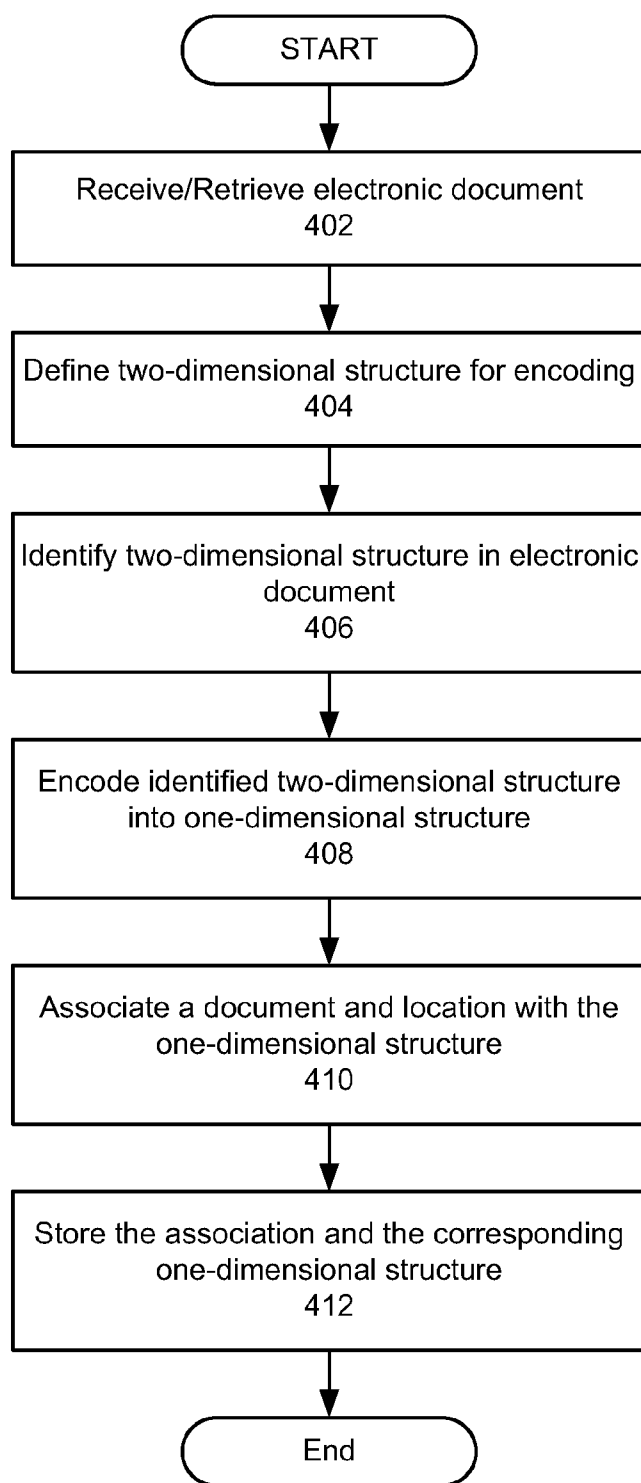 START
Receive/Retrieve electronic document
402
Define two-dimensional structure for encoding
404
Identify two-dimensional structure in electronic
document
406
Encode identified two-dimensional structure
into one-dimensional structure
408
Associate a document and location with the
one-dimensional structure
410
Store the association and the corresponding
one-dimensional structure
412
End